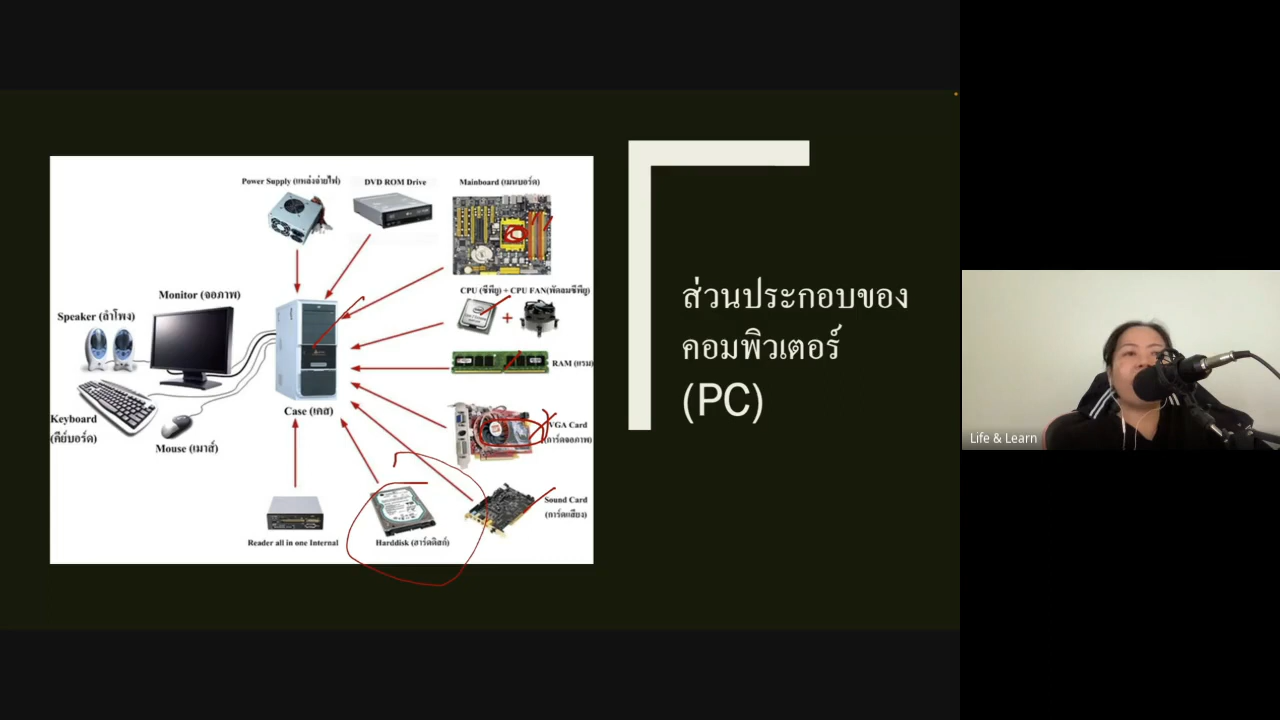 Power Supply (แหล่งจ่ายไฟ)
DVD ROM Drive
Mainboard (เมนบอร์ด)
CPU (ซีพียู) + CPU FAN(พัดลมซีพียู)
+
Monitor (จอภาพ)
Speaker (ลำโพง)
RAM (แรม)
Case (เคส)
Keyboard
(คีย์บอร์ด)
Mouse (เมาส์)
VGA Card
(การ์ดจอภาพ)
Sound Card
(การ์ดเสียง)
Reader all in one Internal
Harddisk (ฮาร์ดดิสก์)
ส่วนประกอบของ
คอมพิวเตอร์
(PC)
Life & Learn